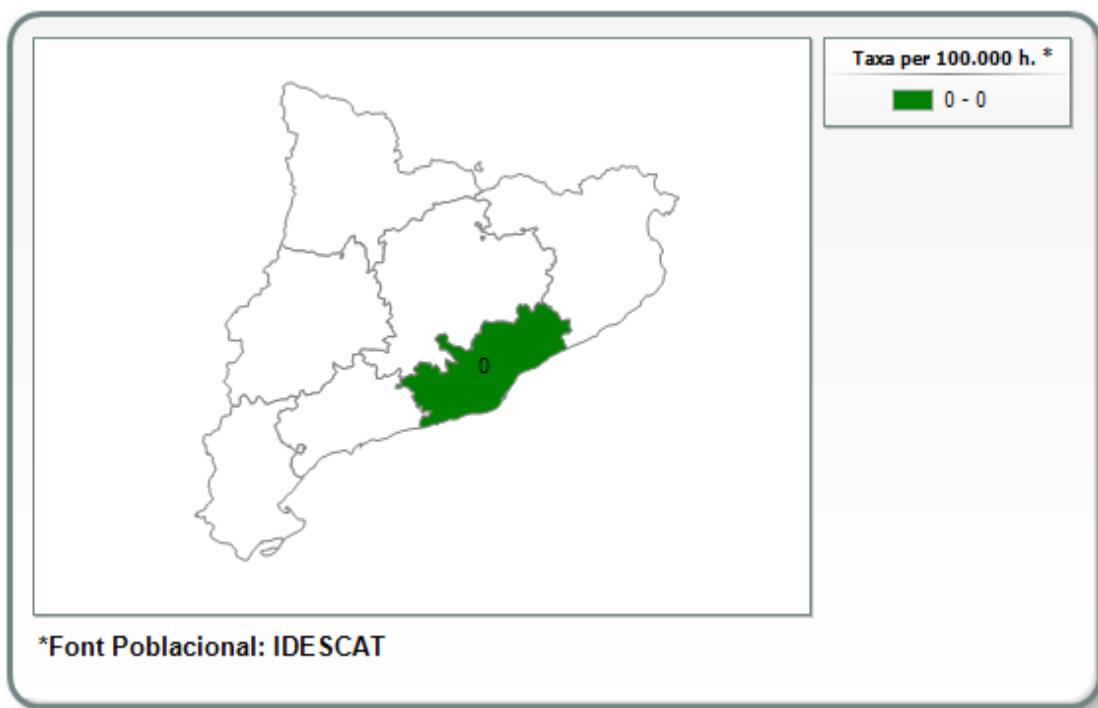 Taxa per 100.000 h. *
0 - 0
0
*Font Poblacional: IDESCAT